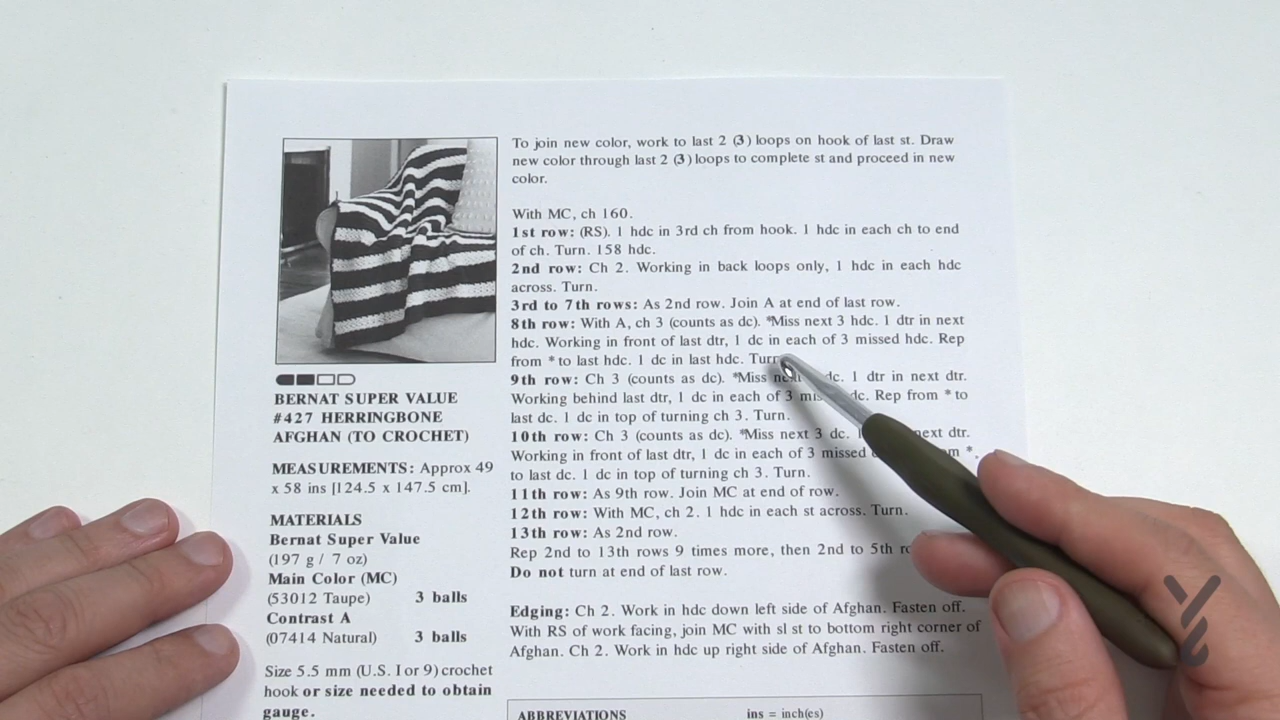 To join new color, work to last 2 (3) loops on hook of last st. Draw
new color through last 2 (3) loops to complete st and proceed in new
color.
With MC, ch 160.
1st row: (RS). 1 hdc in 3rd ch from hook. 1 hdc in each ch to end
of ch. Turn. 158 hdc.
2nd row: Ch 2. Working in back loops only, 1 hdc in each hdc
across. Turn.
3rd to 7th rows: As 2nd row. Join A at end of last row.
8th row: With A, ch 3 (counts as dc). *Miss next 3 hdc. 1 dtr in next
hdc. Working in front of last dtr, 1 dc in each of 3 missed hdc. Rep
from * to last hdc. 1 dc in last hdc. Turn
9th row: Ch 3 (counts as dc). *Miss dc. 1 dtr in next dtr.
Working behind last dtr, 1 dc in each of 3 dc. Rep from * to
last dc. 1 dc in top of turning ch 3. Turn.
10th row: Ch 3 (counts as dc). *Miss next 3 dc. next dtr.
Working in front of last dtr, 1 dc in each of 3 missed *,
to last dc. 1 dc in top of turning ch 3. Turn.
11th row: As 9th row. Join MC at end of row.
12th row: With MC, ch 2. 1 hdc in each st across. Turn.
13th row: As 2nd row.
Rep 2nd to 13th rows 9 times more, then 2nd to 5th
Do not turn at end of last row.
Edging: Ch 2. Work in hdc down left side of Afghan. Fasten off.
With RS of work facing, join MC with sl st to bottom right corner of
Afghan. Ch 2. Work in hdc up right side of Afghan. Fasten off.
ABBREVIATIONS ins = inch(es)
BERNAT SUPER VALUE
#427 HERRINGBONE
AFGHAN (TO CROCHET)
MEASUREMENTS: Approx 49
x 58 ins [124.5 x 147.5 cm].
MATERIALS
Bernat Super Value
(197 g / 7 oz)
Main Color (MC)
(53012 Taupe) 3 balls
Contrast A
(07414 Natural) 3 balls
Size 5.5 mm (U.S. I or 9) crochet
hook or size needed to obtain
gauge.